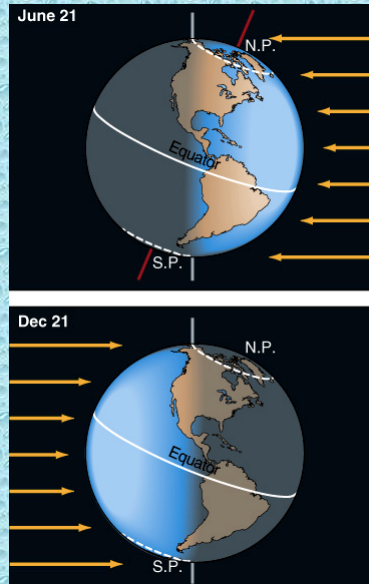 June 21
N.P.
Equator
S.P.
Dec 21
N.P.
Equator
S.P.